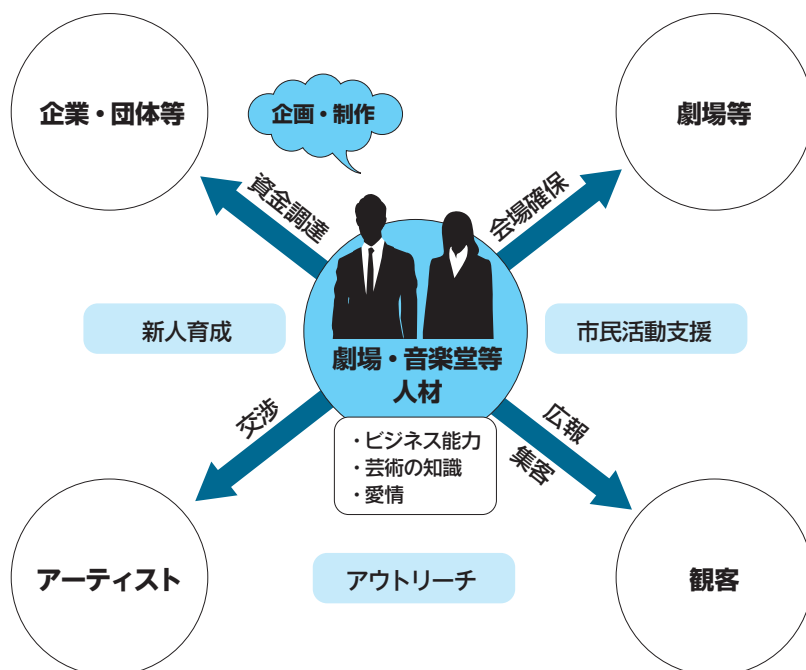 企業・団体等
企画・制作
劇場等
資金調達
会場確保
新人育成
市民活動支援
劇場・音楽堂等
人材
・ビジネス能力
・芸術の知識
・愛情
交渉
広報
集客
アーティスト
アウトリーチ
観客